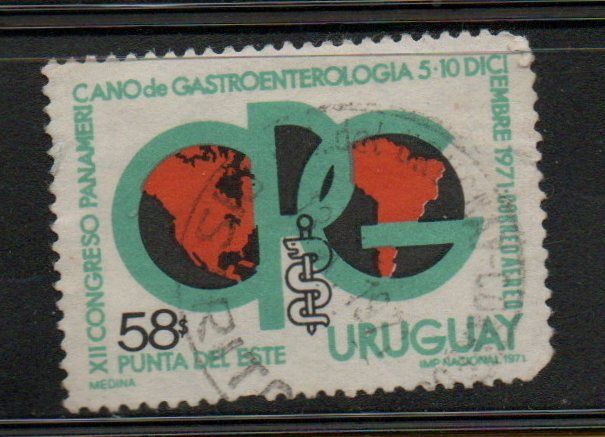 XII CONGRESO PANAMERICANO de GASTROENTEROLOGIA 5·10 DICIEMBRE 1971·CORREO AEREO
OPG
58$
PUNTA DEL ESTE
URUGUAY
MEDINA
IMP NACIONAL 1971